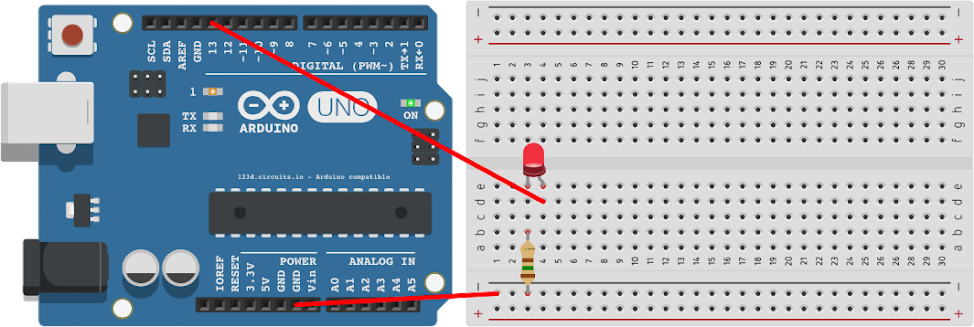 SCL SDA AREF GND 13 12 ~11 ~10 ~9 8 7 ~6 ~5 4 ~3 2 TX→1 RX←0
DIGITAL (PWM~)
1
TX
RX
UNO
ARDUINO
ON
123d.circuits.io - Arduino compatible
POWER
ANALOG IN
IOREF RESET 3.3V 5V GND GND Vin A0 A1 A2 A3 A4 A5
− −
+ +
1 2 3 4 5 6 7 8 9 10 11 12 13 14 15 16 17 18 19 20 21 22 23 24 25 26 27 28 29 30
j j
i i
h h
g g
f f
e e
d d
c c
b b
a a
1 2 3 4 5 6 7 8 9 10 11 12 13 14 15 16 17 18 19 20 21 22 23 24 25 26 27 28 29 30
− −
+ +